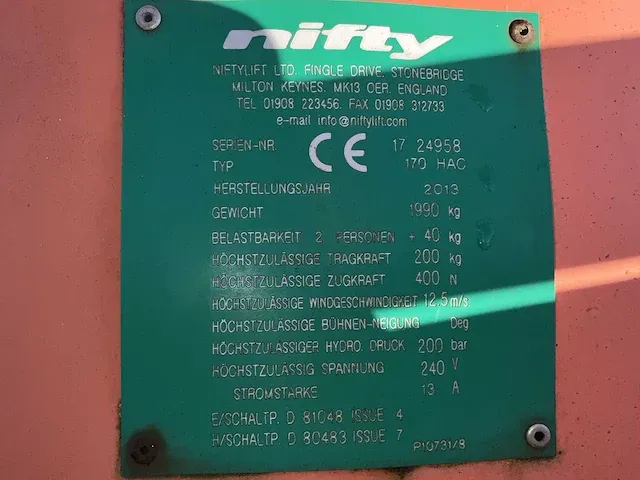 nifty
NIFTYLIFT LTD. FINGLE DRIVE, STONEBRIDGE
MILTON KEYNES. MK13 OER. ENGLAND
TEL 01908 223456. FAX 01908 312733
e-mail info@niftylift.com
SERIEN-NR. CE 17 24958
TYP 170 HAC
HERSTELLUNGSJAHR 2013
GEWICHT 1990 kg
BELASTBARKEIT 2 PERSONEN + 40 kg
HÖCHSTZULÄSSIGE TRAGKRAFT 200 kg
HÖCHSTZULÄSSIGE ZUGKRAFT 400 N
HÖCHSTZULÄSSIGE WINDGESCHWINDIGKEIT 12.5 m/s
HÖCHSTZULÄSSIGE BÜHNEN-NEIGUNG Deg
HÖCHSTZULÄSSIGER HYDRO. DRUCK 200 bar
HÖCHSTZULÄSSIG SPANNUNG 240 V
STROMSTARKE 13 A
E/SCHALTP. D 81048 ISSUE 4
H/SCHALTP. D 80483 ISSUE 7
P10731/8